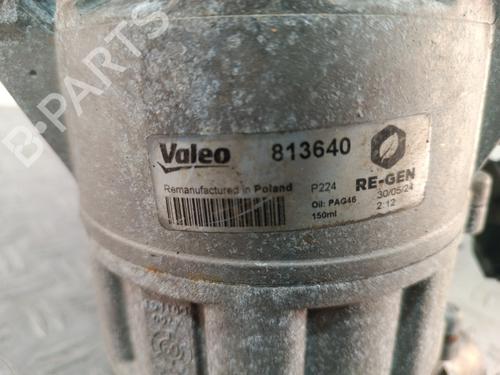 B-PARTS
Valeo 813640
Remanufactured in Poland P224 RE-GEN
Oil: PAG46 30/05/24
150ml 2:12